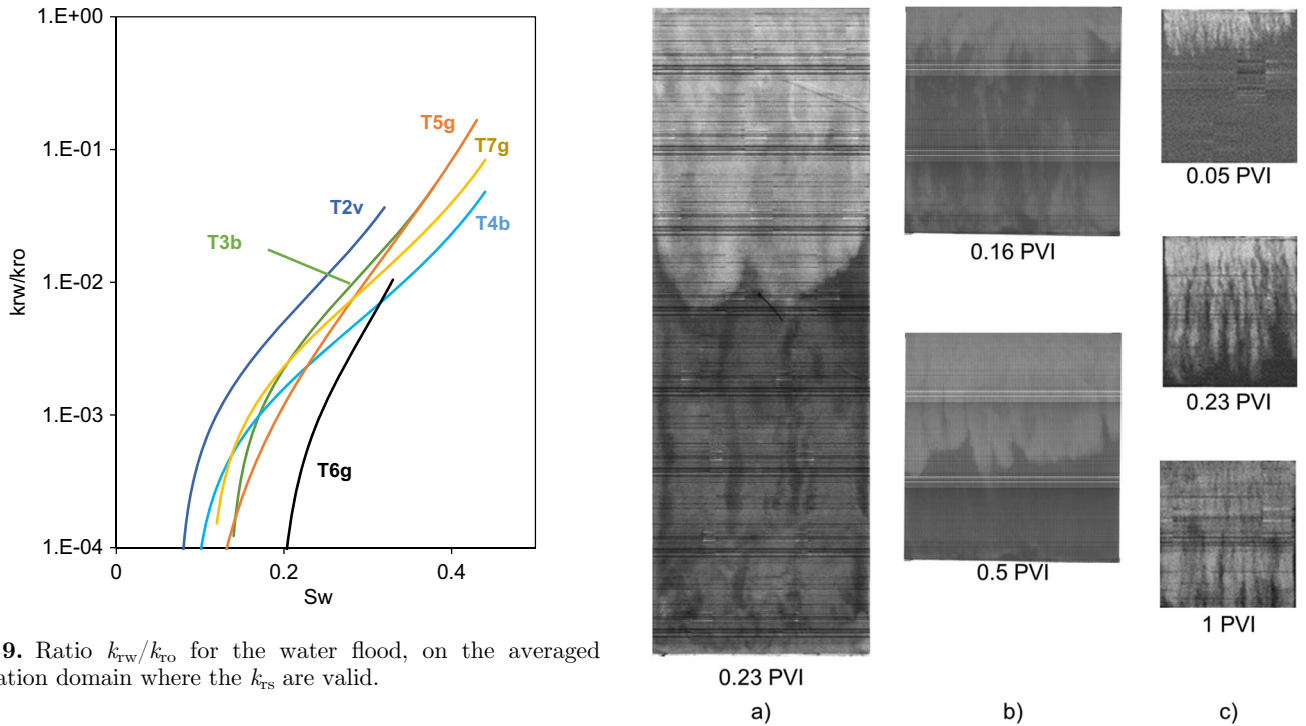 1.E+00
1.E-01
1.E-02
1.E-03
1.E-04
krw/kro
0
0.2
0.4
Sw
T5g
T7g
T2v
T4b
T3b
T6g
9. Ratio krw/kro for the water flood, on the averaged
ation domain where the krs are valid.
0.23 PVI
a)
0.16 PVI
0.5 PVI
b)
0.05 PVI
0.23 PVI
1 PVI
c)